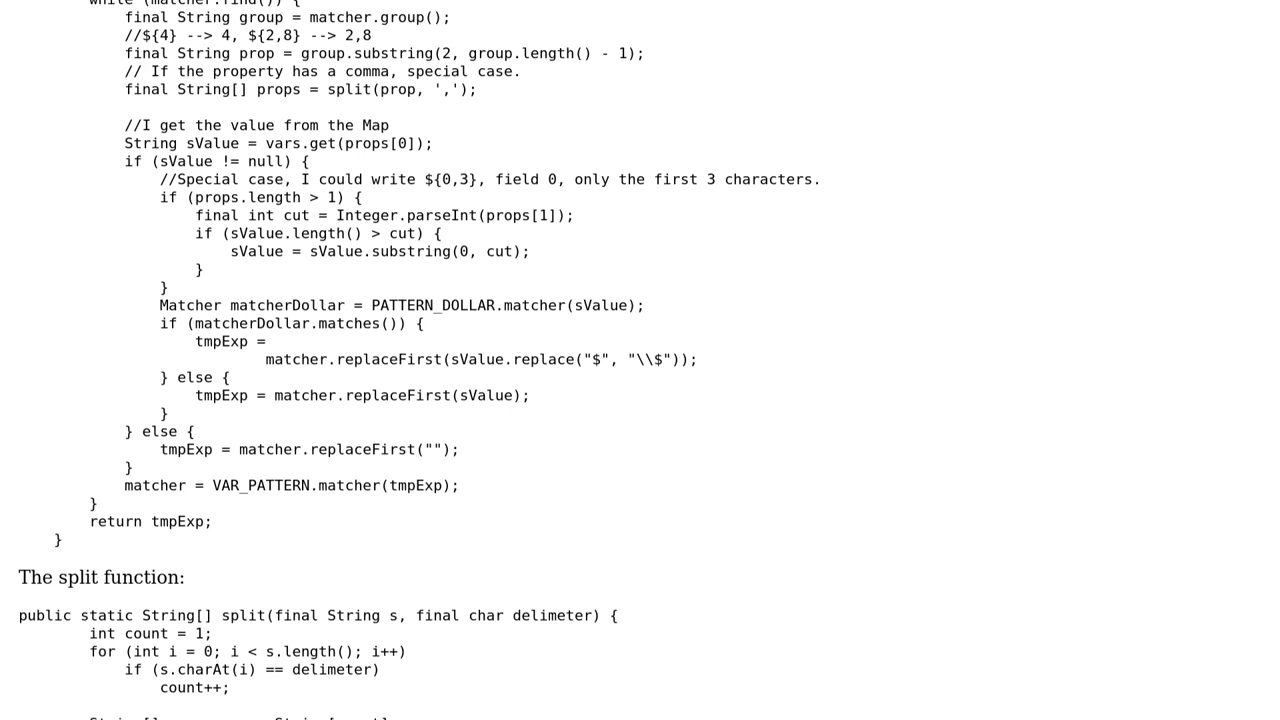 while (matcher.find()) {
final String group = matcher.group();
//${4} --> 4, ${2,8} --> 2,8
final String prop = group.substring(2, group.length() - 1);
// If the property has a comma, special case.
final String[] props = split(prop, ',');
//I get the value from the Map
String sValue = vars.get(props[0]);
if (sValue != null) {
//Special case, I could write ${0,3}, field 0, only the first 3 characters.
if (props.length > 1) {
final int cut = Integer.parseInt(props[1]);
if (sValue.length() > cut) {
sValue = sValue.substring(0, cut);
}
}
Matcher matcherDollar = PATTERN_DOLLAR.matcher(sValue);
if (matcherDollar.matches()) {
tmpExp =
matcher.replaceFirst(sValue.replace("$", "\\$"));
} else {
tmpExp = matcher.replaceFirst(sValue);
}
} else {
tmpExp = matcher.replaceFirst("");
}
matcher = VAR_PATTERN.matcher(tmpExp);
}
return tmpExp;
}
The split function:
public static String[] split(final String s, final char delimeter) {
int count = 1;
for (int i = 0; i < s.length(); i++)
if (s.charAt(i) == delimeter)
count++;